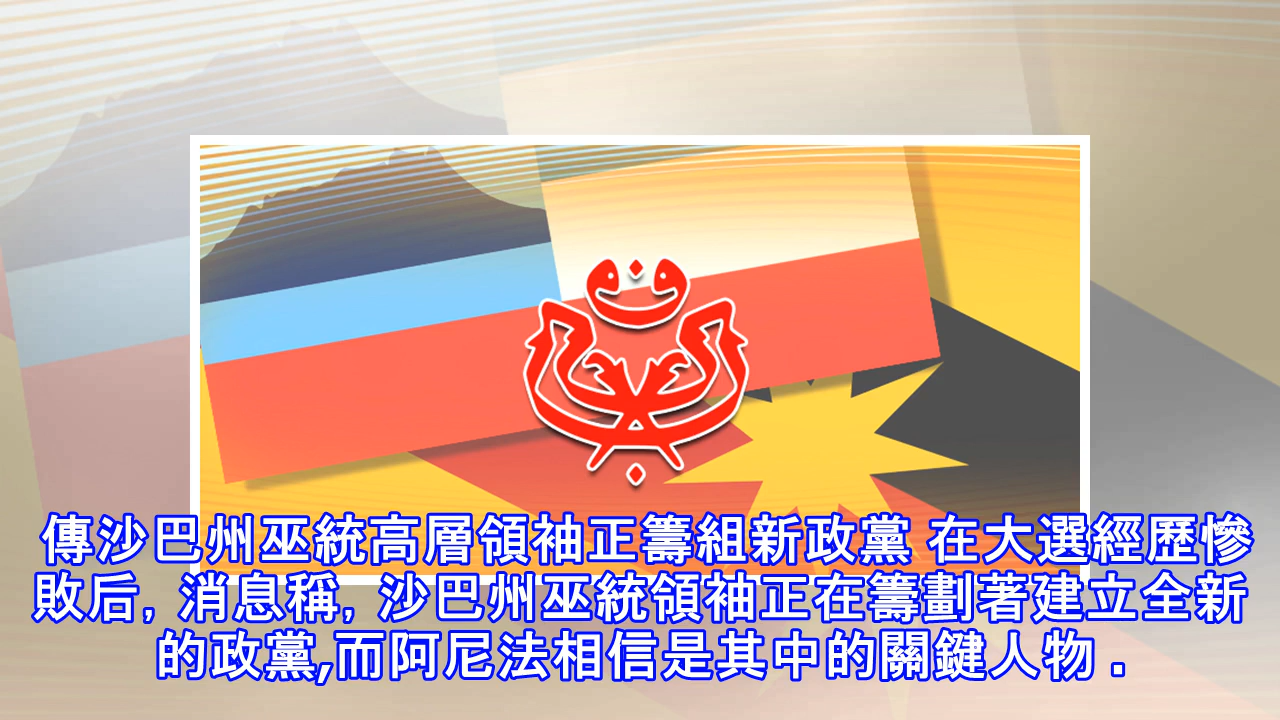 傳沙巴州巫統高層領袖正籌組新政黨 在大選經歷慘
敗后, 消息稱, 沙巴州巫統領袖正在籌劃著建立全新
的政黨,而阿尼法相信是其中的關鍵人物 .